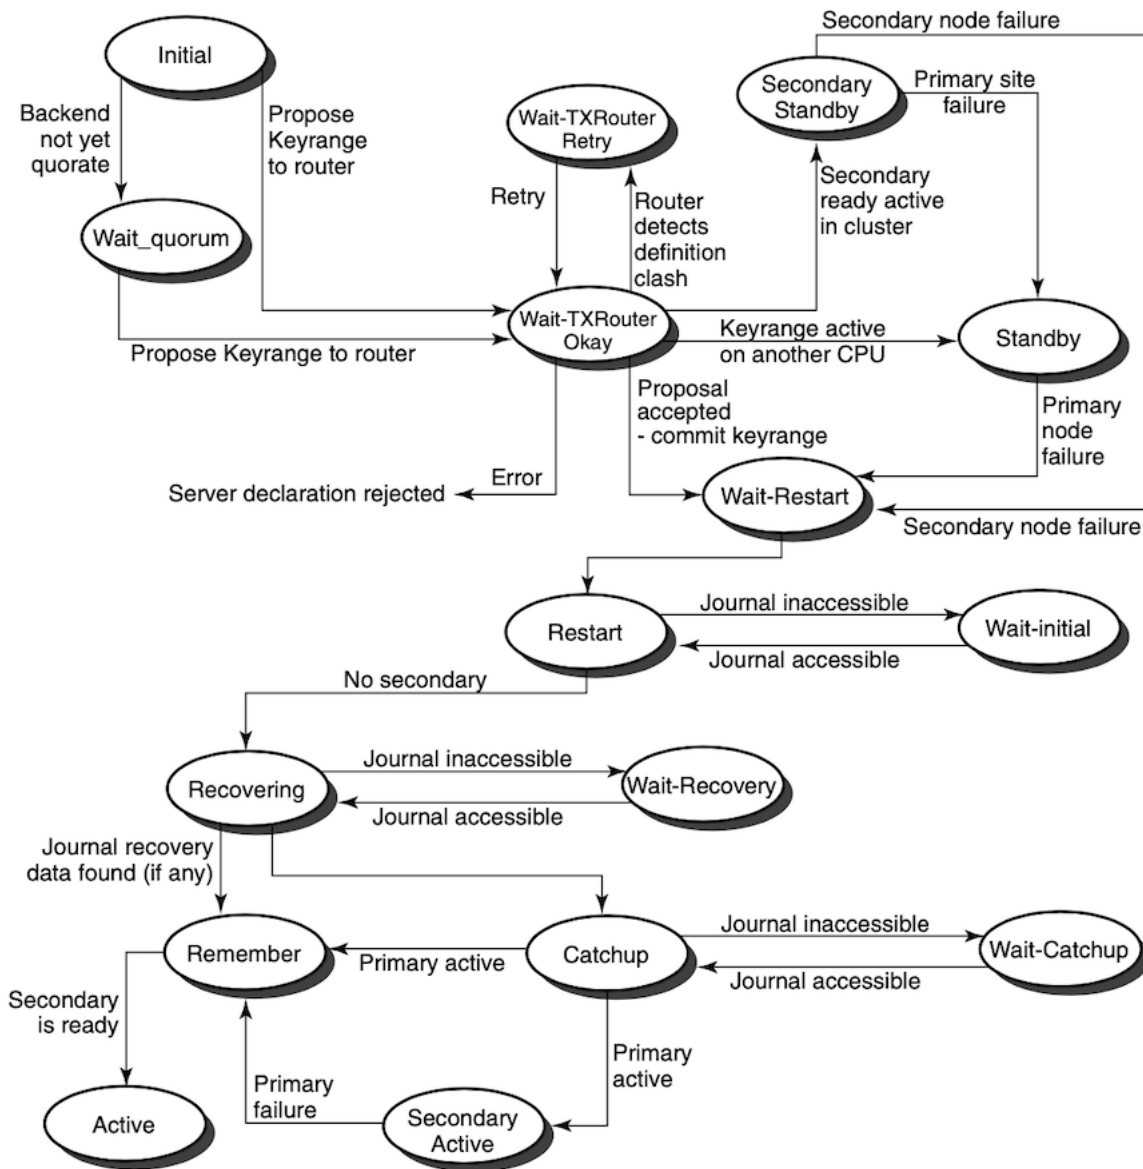 Initial
Backend
not yet
quorate
Propose
Keyrange
to router
Wait_quorum
Propose Keyrange to router
Wait-TXRouter
Retry
Retry
Router
detects
definition
clash
Wait-TXRouter
Okay
Secondary node failure
Secondary
Standby
Primary site
failure
Secondary
ready active
in cluster
Keyrange active
on another CPU
Standby
Proposal
accepted
- commit keyrange
Primary
node
failure
Error
Server declaration rejected
Wait-Restart
Secondary node failure
Restart
Journal inaccessible
Journal accessible
Wait-initial
No secondary
Recovering
Journal inaccessible
Journal accessible
Wait-Recovery
Journal recovery
data found (if any)
Remember
Primary active
Catchup
Journal inaccessible
Journal accessible
Wait-Catchup
Secondary
is ready
Primary
failure
Primary
active
Active
Secondary
Active